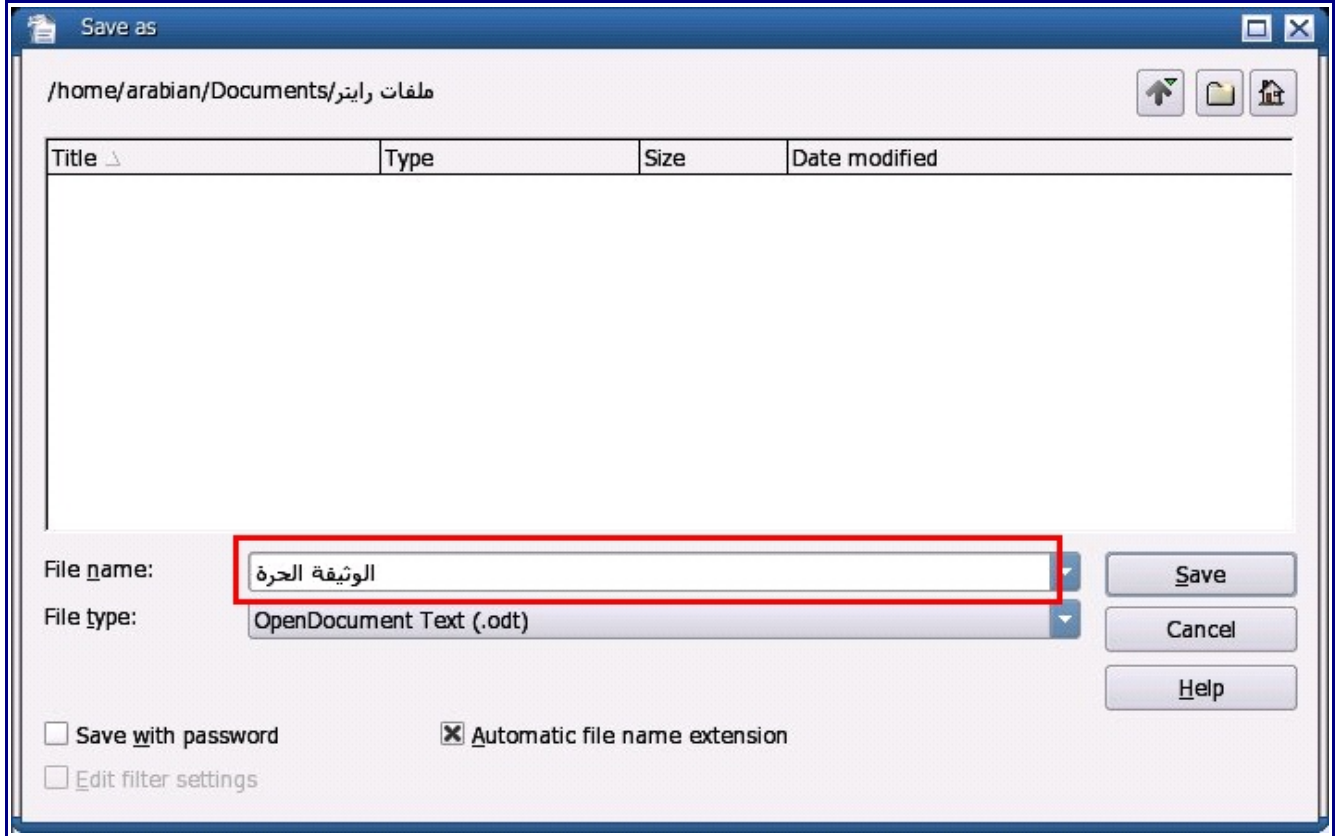 Save as
/home/arabian/Documents/ملفات رايتر
Title Type Size Date modified
File name: الوثيقة الحرة Save
File type: OpenDocument Text (.odt) Cancel
Help
Save with password Automatic file name extension
Edit filter settings